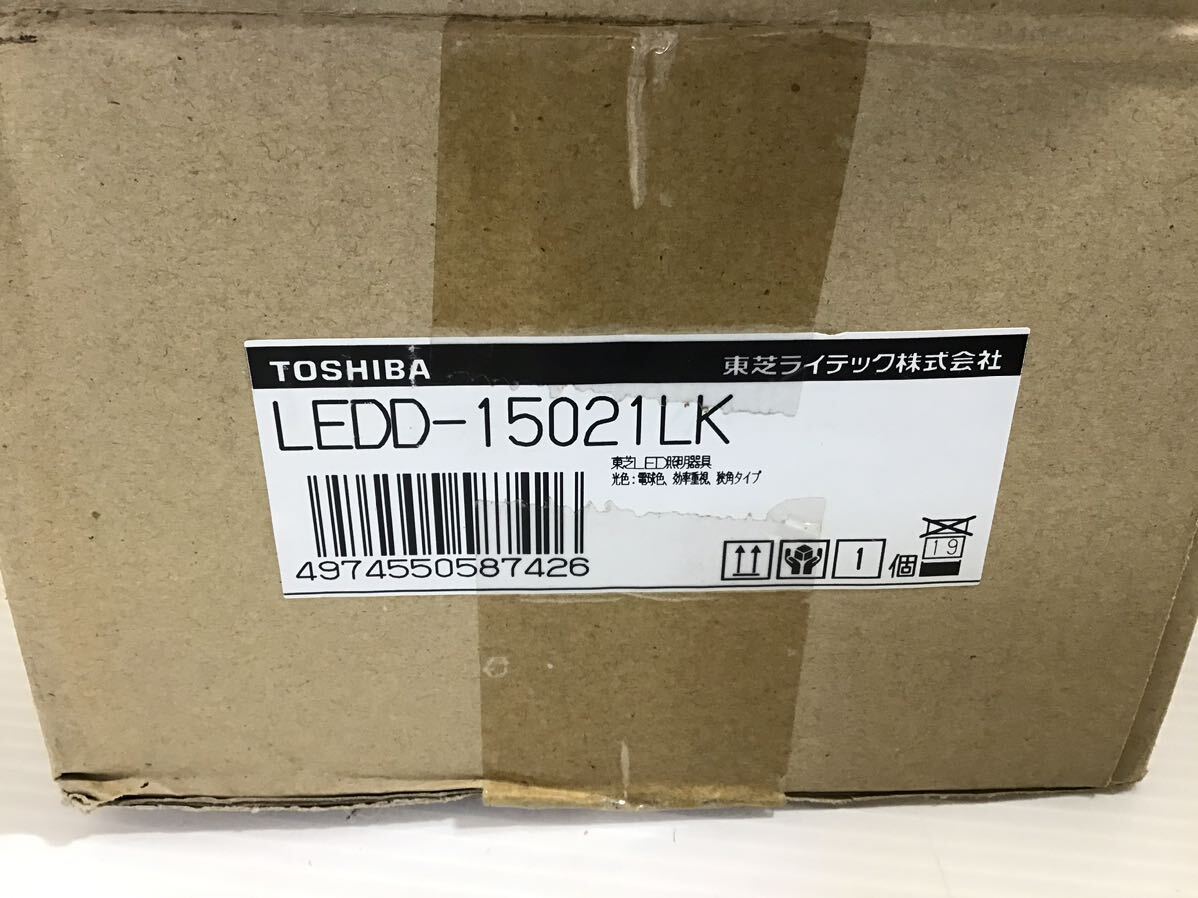 TOSHIBA 東芝ライテック株式会社
LEDD-15021LK
東芝LED照明器具
光色:電球色、効率重視、狭角タイプ
4974550587426
1 個
19